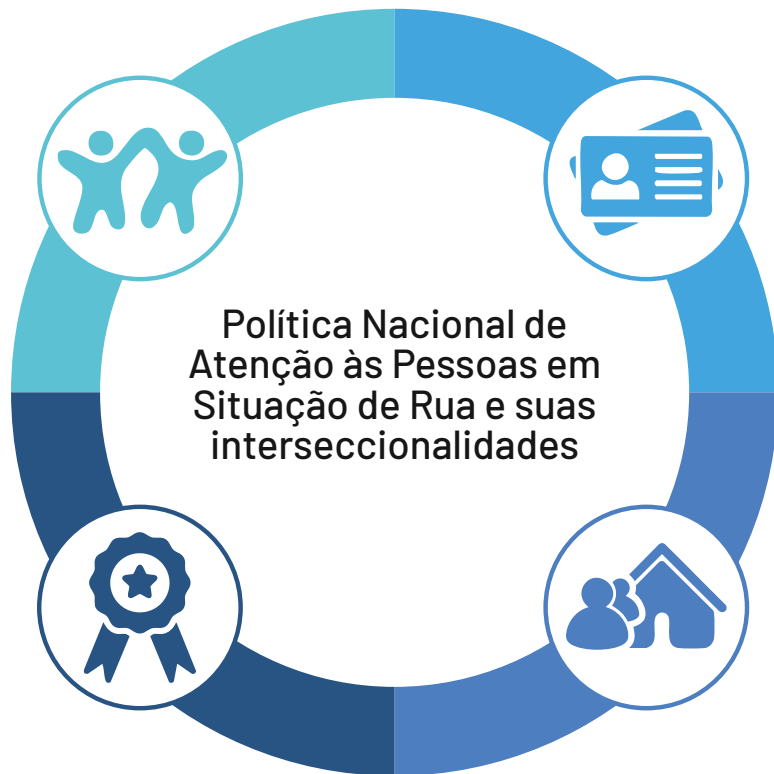 Política Nacional de
Atenção às Pessoas em
Situação de Rua e suas
interseccionalidades